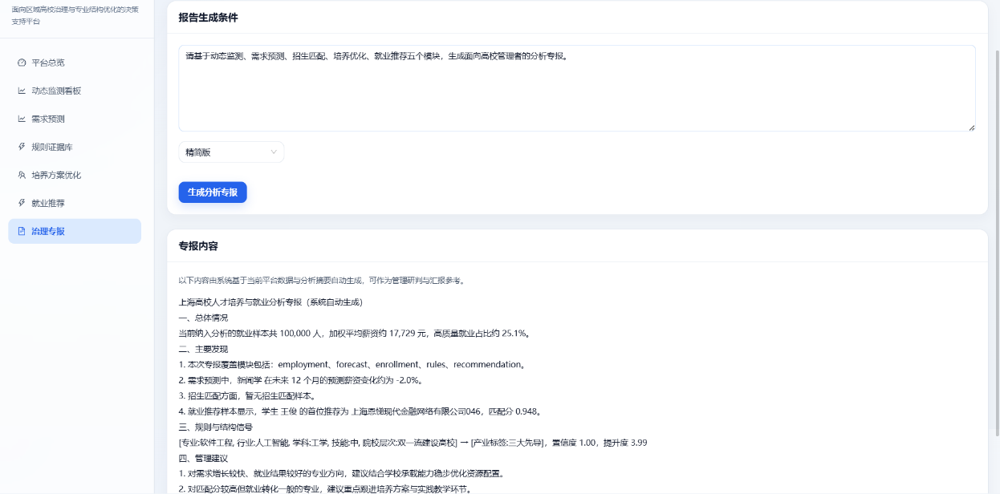 面向区域高校治理与专业结构优化的决策
支持平台
平台总览
动态监测看板
需求预测
规则证据库
培养方案优化
就业推荐
治理专报
报告生成条件
请基于动态监测、需求预测、招生匹配、培养优化、就业推荐五个模块，生成面向高校管理者的分析专报。
精简版
生成分析专报
专报内容
以下内容由系统基于当前平台数据与分析摘要自动生成，可作为管理研判与汇报参考。
上海高校人才培养与就业分析专报（系统自动生成）
一、总体情况
当前纳入分析的就业样本共 100,000 人，加权平均薪资约 17,729 元，高质量就业占比约 25.1%。
二、主要发现
1. 本次专报覆盖模块包括：employment、forecast、enrollment、rules、recommendation。
2. 需求预测中，新闻学 在未来 12 个月的预测薪资变化约为 -2.0%。
3. 招生匹配方面，暂无招生匹配样本。
4. 就业推荐样本显示，学生 王俊 的首位推荐为 上海恩悌现代金融网络有限公司046，匹配分 0.948。
三、规则与结构信号
[专业:软件工程, 行业:人工智能, 学科:工学, 技能:中, 院校层次:双一流建设高校] → [产业标签:三大先导]，置信度 1.00，提升度 3.99
四、管理建议
1. 对需求增长较快、就业结果较好的专业方向，建议结合学校承载能力稳步优化资源配置。
2. 对匹配分较高但就业转化一般的专业，建议重点跟进培养方案与实践教学环节。